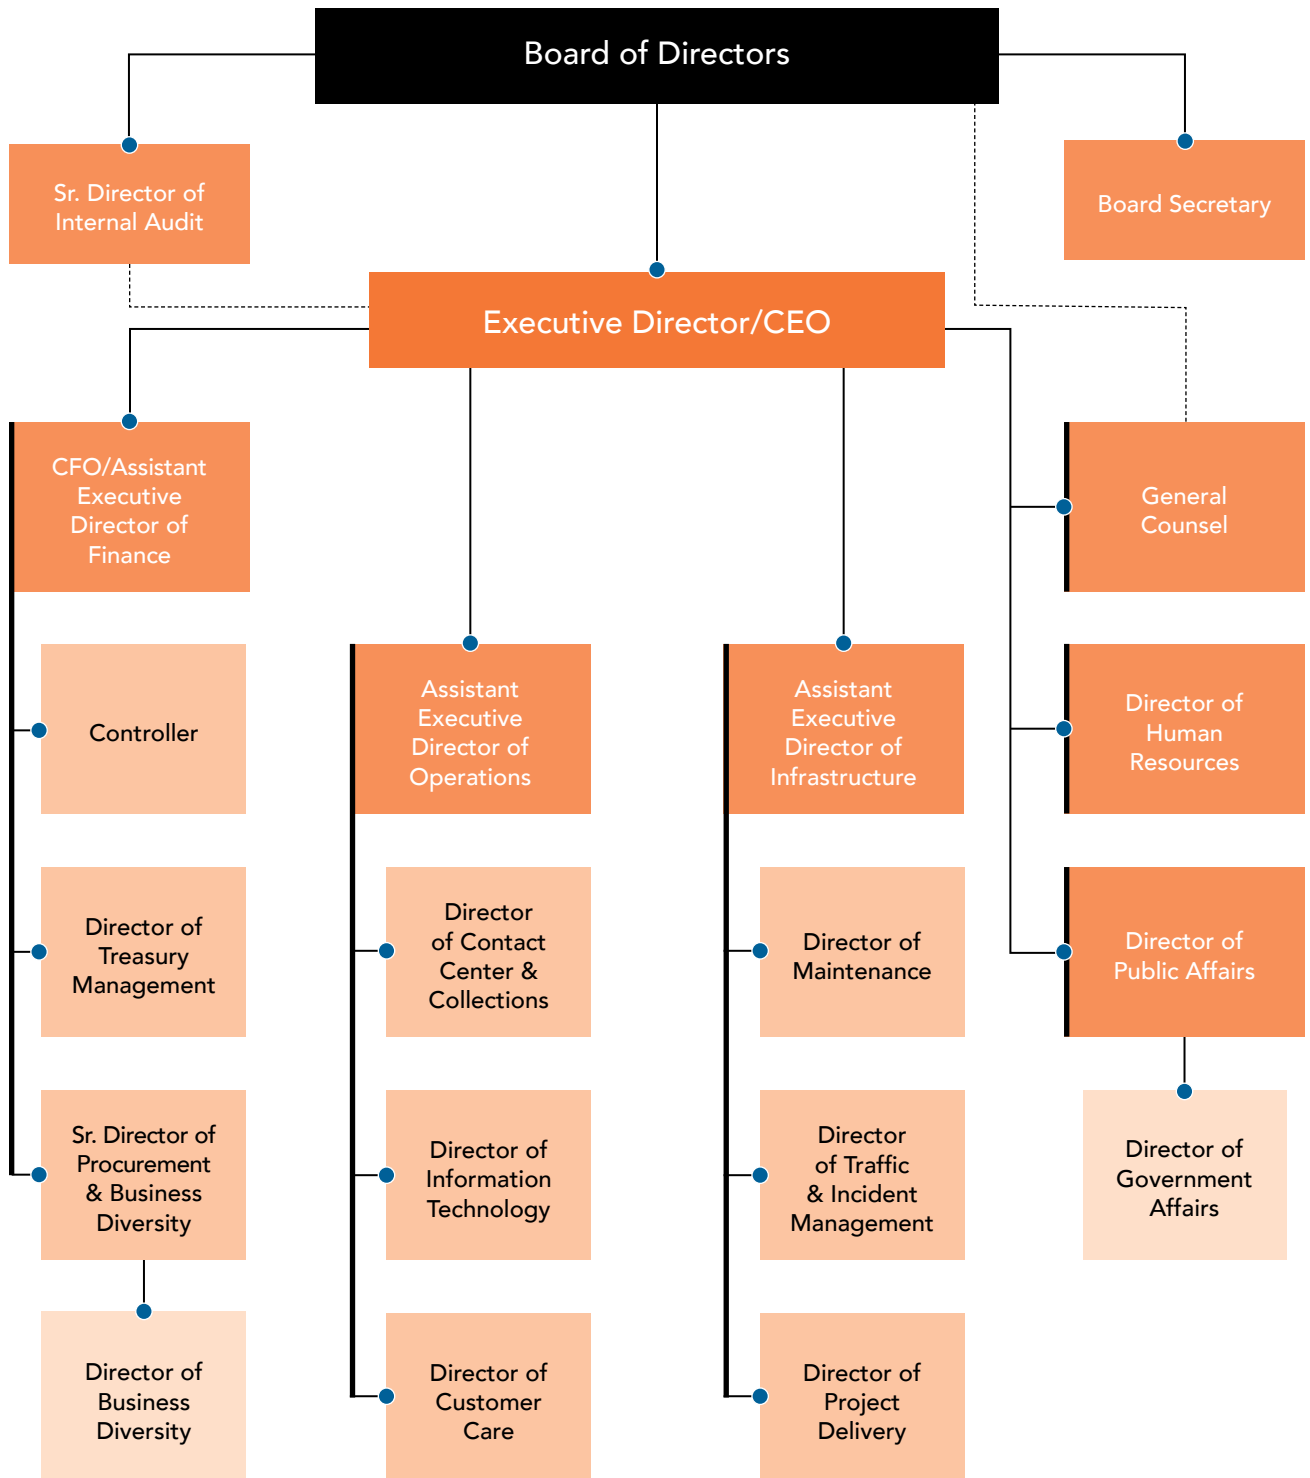 Board of Directors
Sr. Director of
Internal Audit
Board Secretary
Executive Director/CEO
CFO/Assistant
Executive
Director of
Finance
General
Counsel
Controller
Assistant
Executive
Director of
Operations
Assistant
Executive
Director of
Infrastructure
Director of
Human
Resources
Director of
Treasury
Management
Director
of Contact
Center &
Collections
Director of
Maintenance
Director of
Public Affairs
Sr. Director of
Procurement
& Business
Diversity
Director of
Information
Technology
Director
of Traffic
& Incident
Management
Director of
Government
Affairs
Director of
Business
Diversity
Director of
Customer
Care
Director of
Project
Delivery